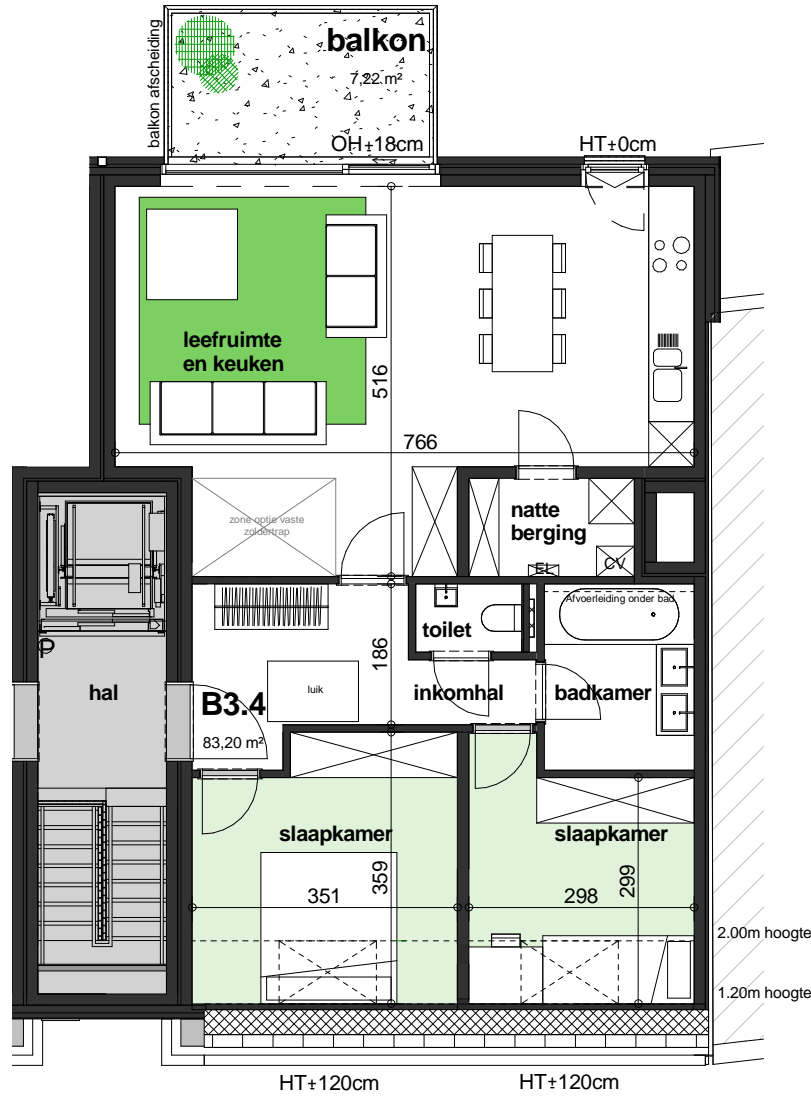 balkon afscheiding
balkon
7,22 m²
OH±18cm
HT±0cm
leefruimte
en keuken
516
766
zone optie vaste
zoldertrap
natte
berging
EL
CV
Afvoerleiding onder bad
toilet
186
hal
luik
inkomhal
badkamer
B3.4
83,20 m²
slaapkamer
slaapkamer
359
299
351
298
2.00m hoogte
1.20m hoogte
HT±120cm
HT±120cm